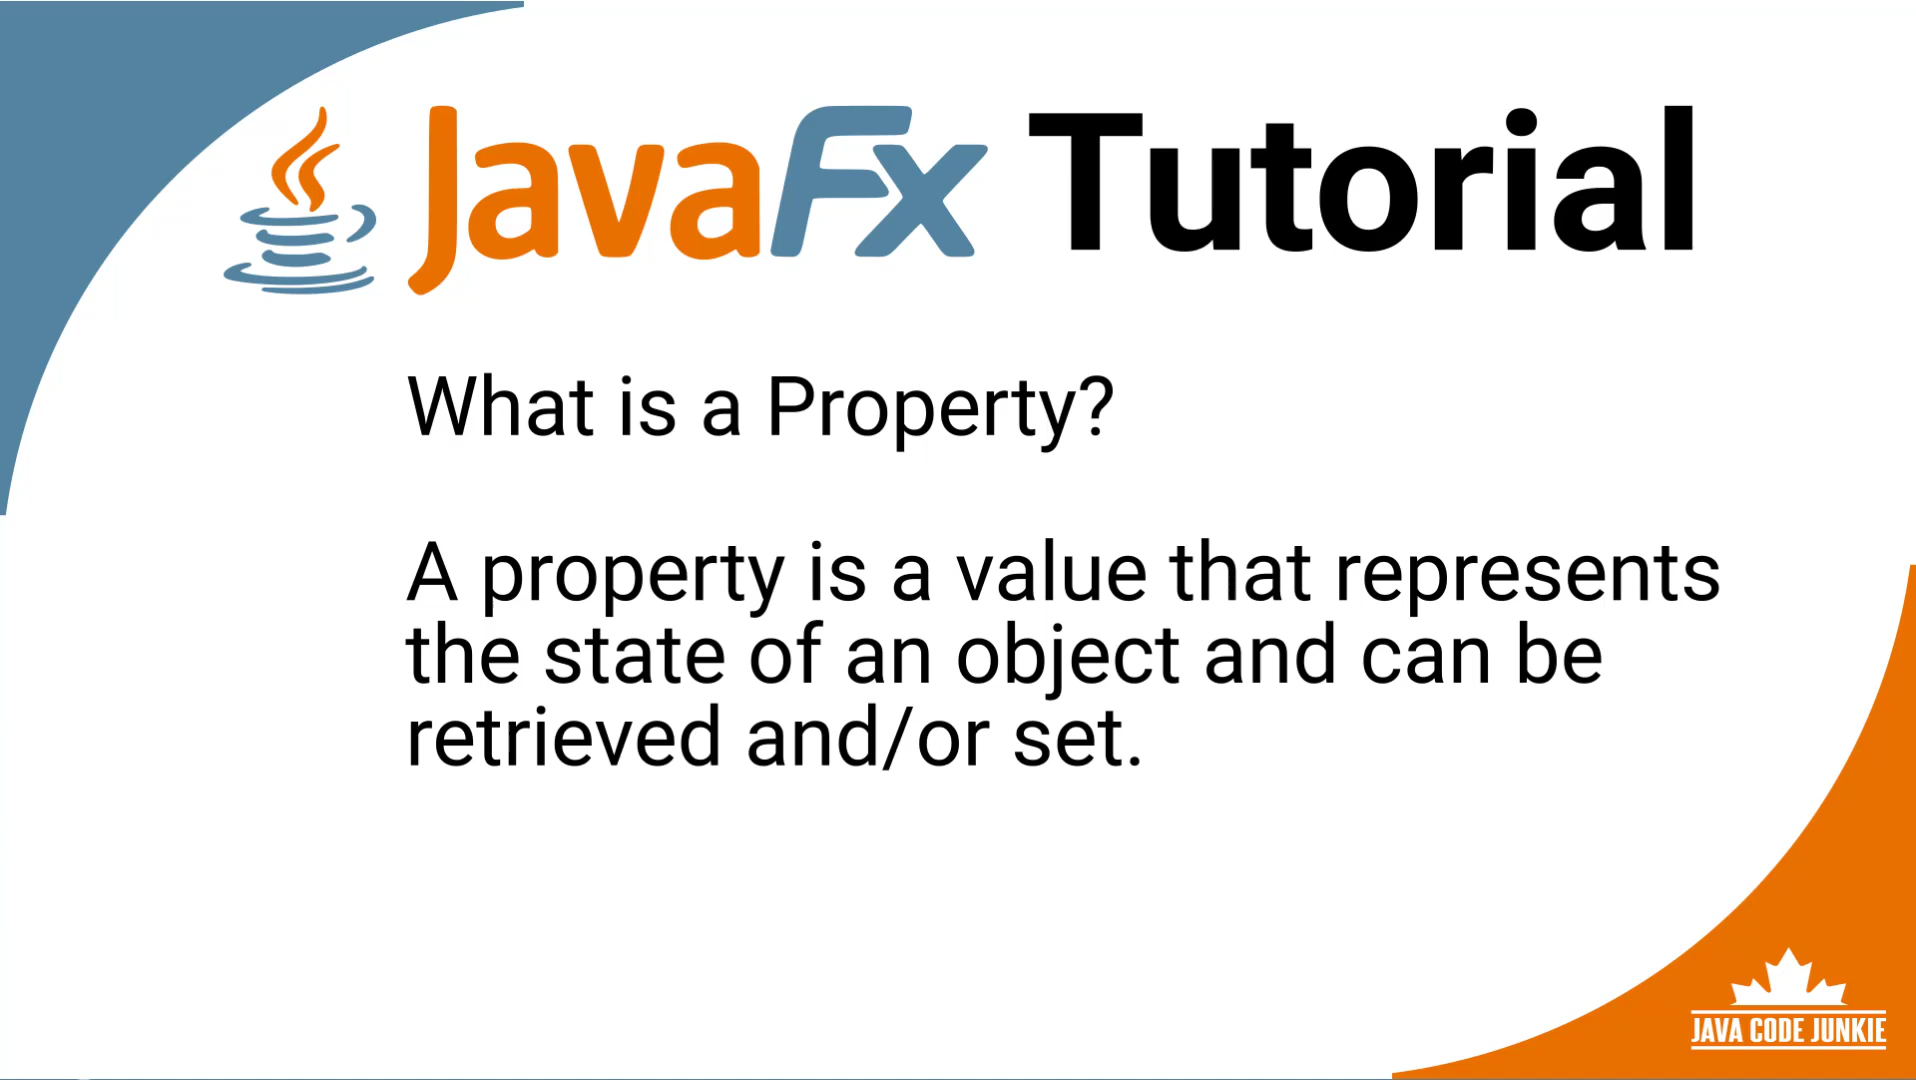 JavaFx Tutorial
What is a Property?
A property is a value that represents
the state of an object and can be
retrieved and/or set.
JAVA CODE JUNKIE